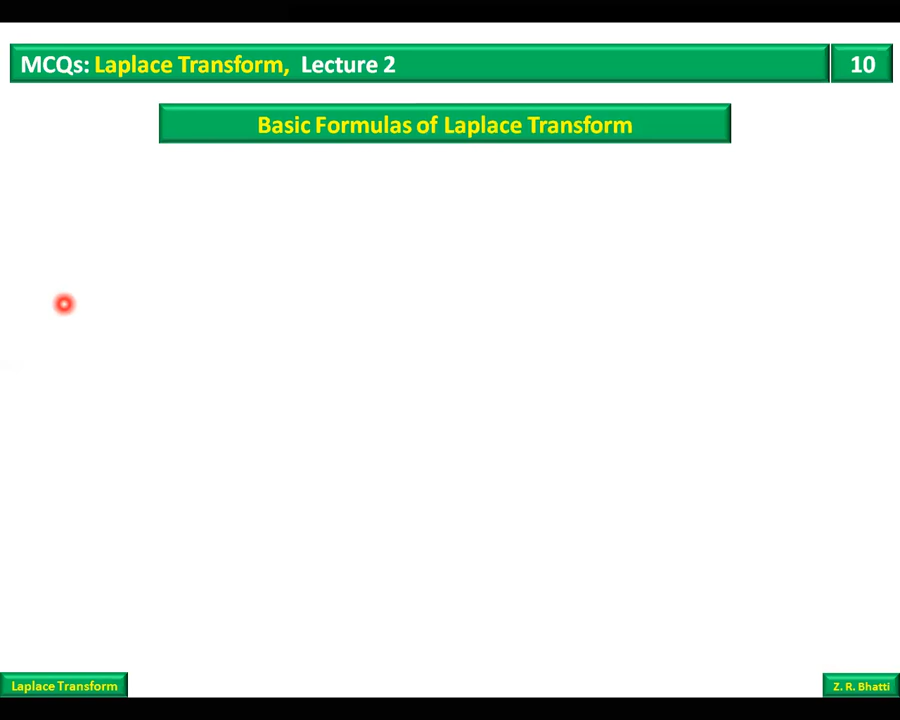 MCQs: Laplace Transform, Lecture 2
10
Basic Formulas of Laplace Transform
Laplace Transform
Z. R. Bhatti